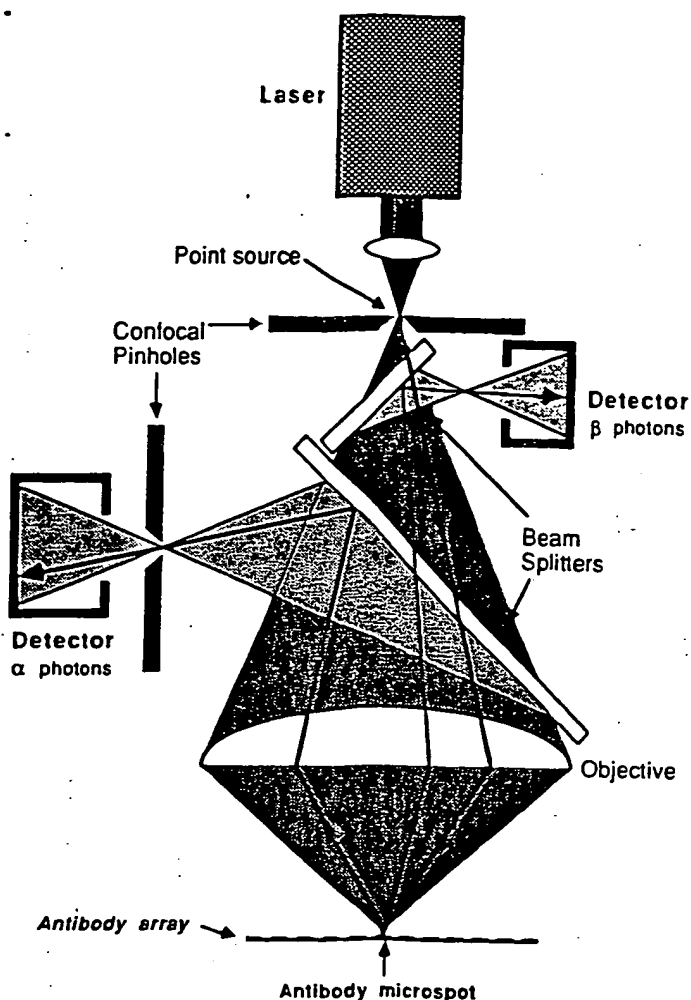 Laser
Point source
Confocal
Pinholes
Detector
β photons
Beam
Splitters
Detector
α photons
Objective
Antibody array
Antibody microspot